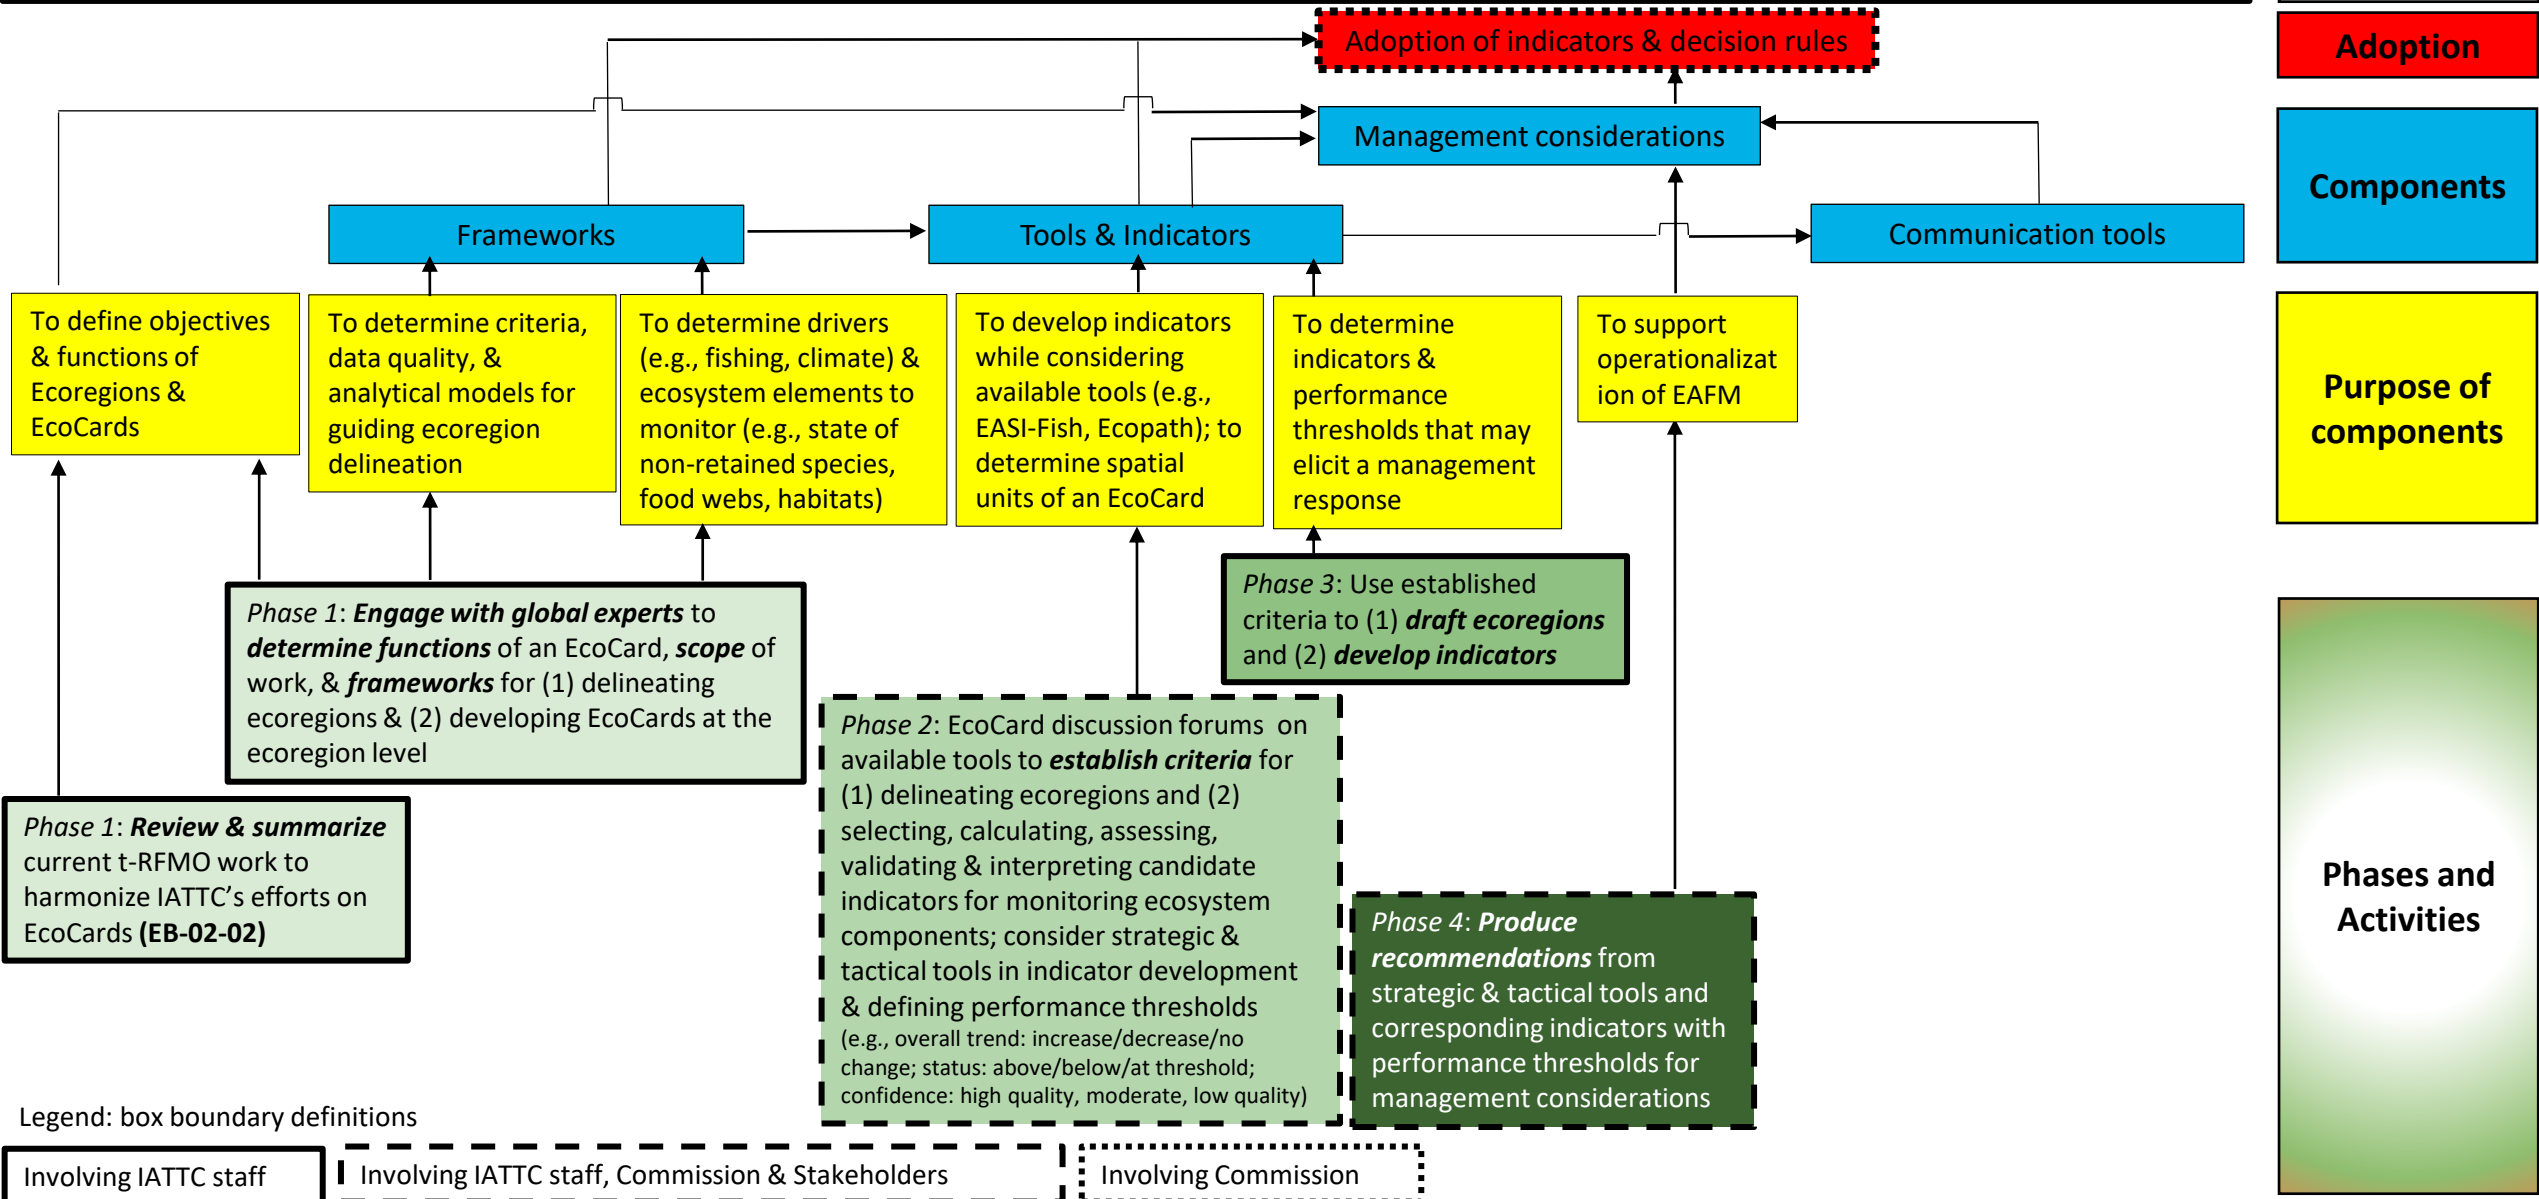 Adoption of indicators & decision rules
Adoption
Management considerations
Components
Frameworks
Tools & Indicators
Communication tools
To define objectives
& functions of
Ecoregions &
EcoCards
To determine criteria,
data quality, &
analytical models for
guiding ecoregion
delineation
To determine drivers
(e.g., fishing, climate) &
ecosystem elements to
monitor (e.g., state of
non-retained species,
food webs, habitats)
To develop indicators
while considering
available tools (e.g.,
EASI-Fish, Ecopath); to
determine spatial
units of an EcoCard
To determine
indicators &
performance
thresholds that may
elicit a management
response
To support
operationalizat
ion of EAFM
Purpose of
components
Phase 1: Engage with global experts to
determine functions of an EcoCard, scope of
work, & frameworks for (1) delineating
ecoregions & (2) developing EcoCards at the
ecoregion level
Phase 3: Use established
criteria to (1) draft ecoregions
and (2) develop indicators
Phase 1: Review & summarize
current t-RFMO work to
harmonize IATTC's efforts on
EcoCards (EB-02-02)
Phase 2: EcoCard discussion forums on
available tools to establish criteria for
(1) delineating ecoregions and (2)
selecting, calculating, assessing,
validating & interpreting candidate
indicators for monitoring ecosystem
components; consider strategic &
tactical tools in indicator development
& defining performance thresholds
(e.g., overall trend: increase/decrease/no
change; status: above/below/at threshold;
confidence: high quality, moderate, low quality)
Phase 4: Produce
recommendations from
strategic & tactical tools and
corresponding indicators with
performance thresholds for
management considerations
Phases and
Activities
Legend: box boundary definitions
Involving IATTC staff
Involving IATTC staff, Commission & Stakeholders
Involving Commission